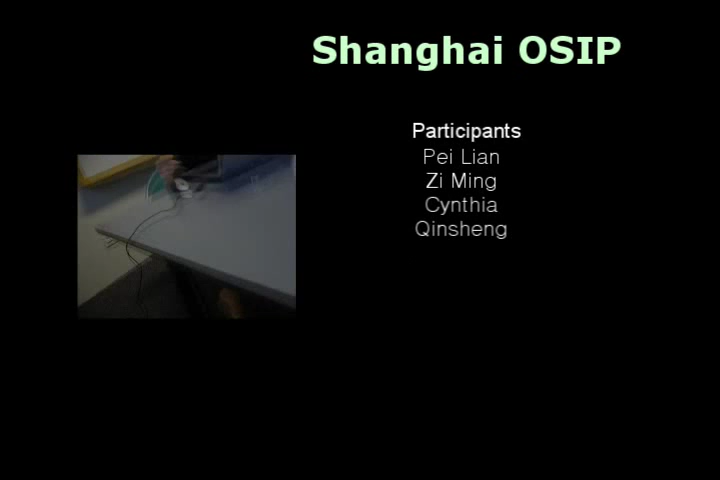 Shanghai OSIP
Participants
Pei Lian
Zi Ming
Cynthia
Qinsheng